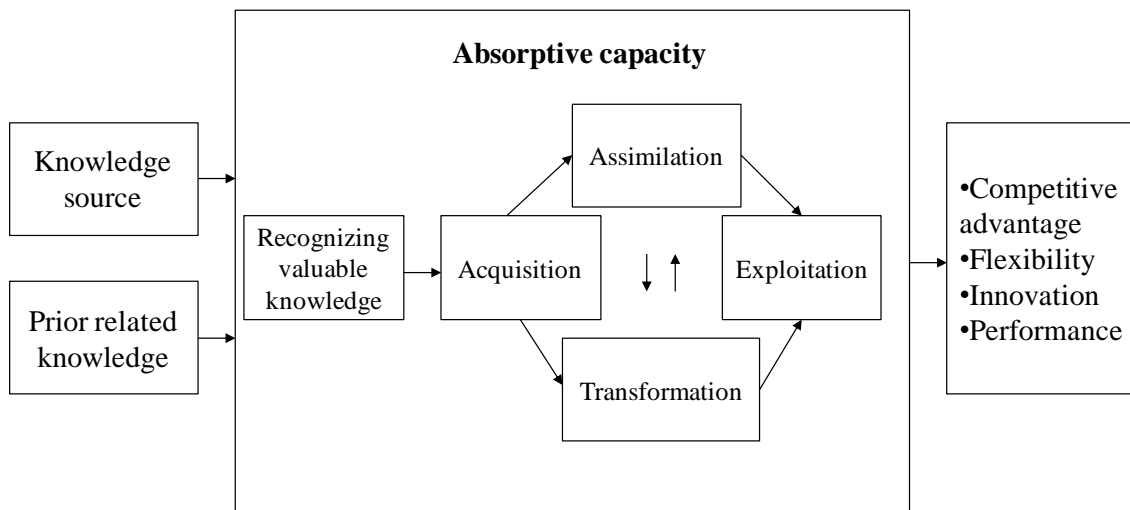 Absorptive capacity
Knowledge
source
Prior related
knowledge
Recognizing
valuable
knowledge
Acquisition
Assimilation
Transformation
Exploitation
•Competitive
advantage
•Flexibility
•Innovation
•Performance